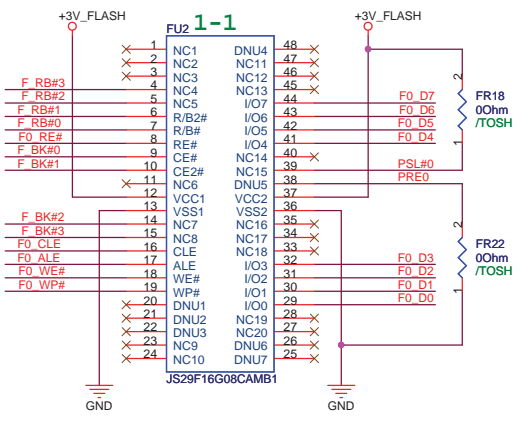 +3V_FLASH
FU2 1-1
+3V_FLASH
1 NC1 DNU4 48
2 NC2 NC11 47
3 NC3 NC12 46
F_RB#3 4 NC4 NC13 45
F_RB#2 5 NC5 I/O7 44 F0_D7
F_RB#1 6 R/B2# I/O6 43 F0_D6
F_RB#0 7 R/B# I/O5 42 F0_D5
F0_RE# 8 RE# I/O4 41 F0_D4
F_BK#0 9 CE# NC14 40
F_BK#1 10 CE2# NC15 39 PSL#0
11 NC6 DNU5 38 PRE0
12 VCC1 VCC2 37
13 VSS1 VSS2 36
F_BK#2 14 NC7 NC16 35
F_BK#3 15 NC8 NC17 34
F0_CLE 16 CLE NC18 33
F0_ALE 17 ALE I/O3 32 F0_D3
F0_WE# 18 WE# I/O2 31 F0_D2
F0_WP# 19 WP# I/O1 30 F0_D1
20 DNU1 I/O0 29 F0_D0
21 DNU2 NC19 28
22 DNU3 NC20 27
23 NC9 DNU6 26
24 NC10 DNU7 25
JS29F16G08CAMB1
2
FR18
0Ohm
/TOSH
1
2
FR22
0Ohm
/TOSH
1
GND
GND